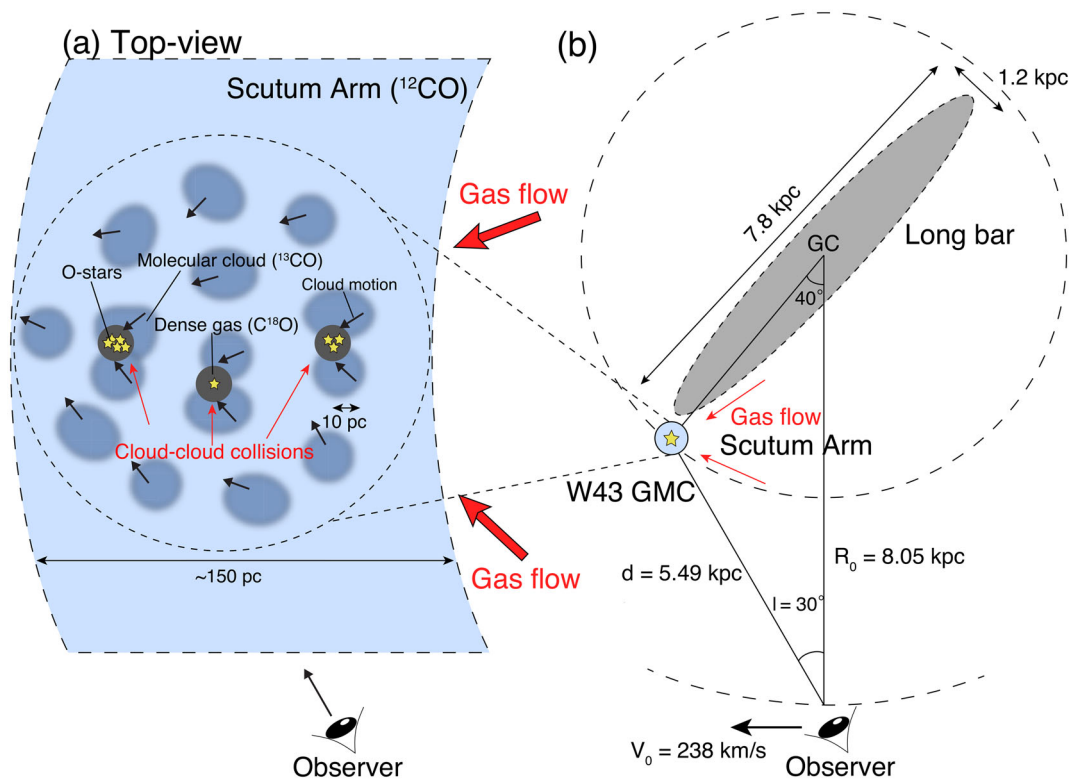 (a) Top-view
Scutum Arm (¹²CO)
O-stars
Molecular cloud (¹³CO)
Cloud motion
Dense gas (C¹⁸O)
10 pc
Cloud-cloud collisions
~150 pc
Gas flow
Gas flow
Observer
(b)
1.2 kpc
7.8 kpc
GC
Long bar
40°
Gas flow
Scutum Arm
W43 GMC
d = 5.49 kpc
R₀ = 8.05 kpc
l = 30°
V₀ = 238 km/s
Observer